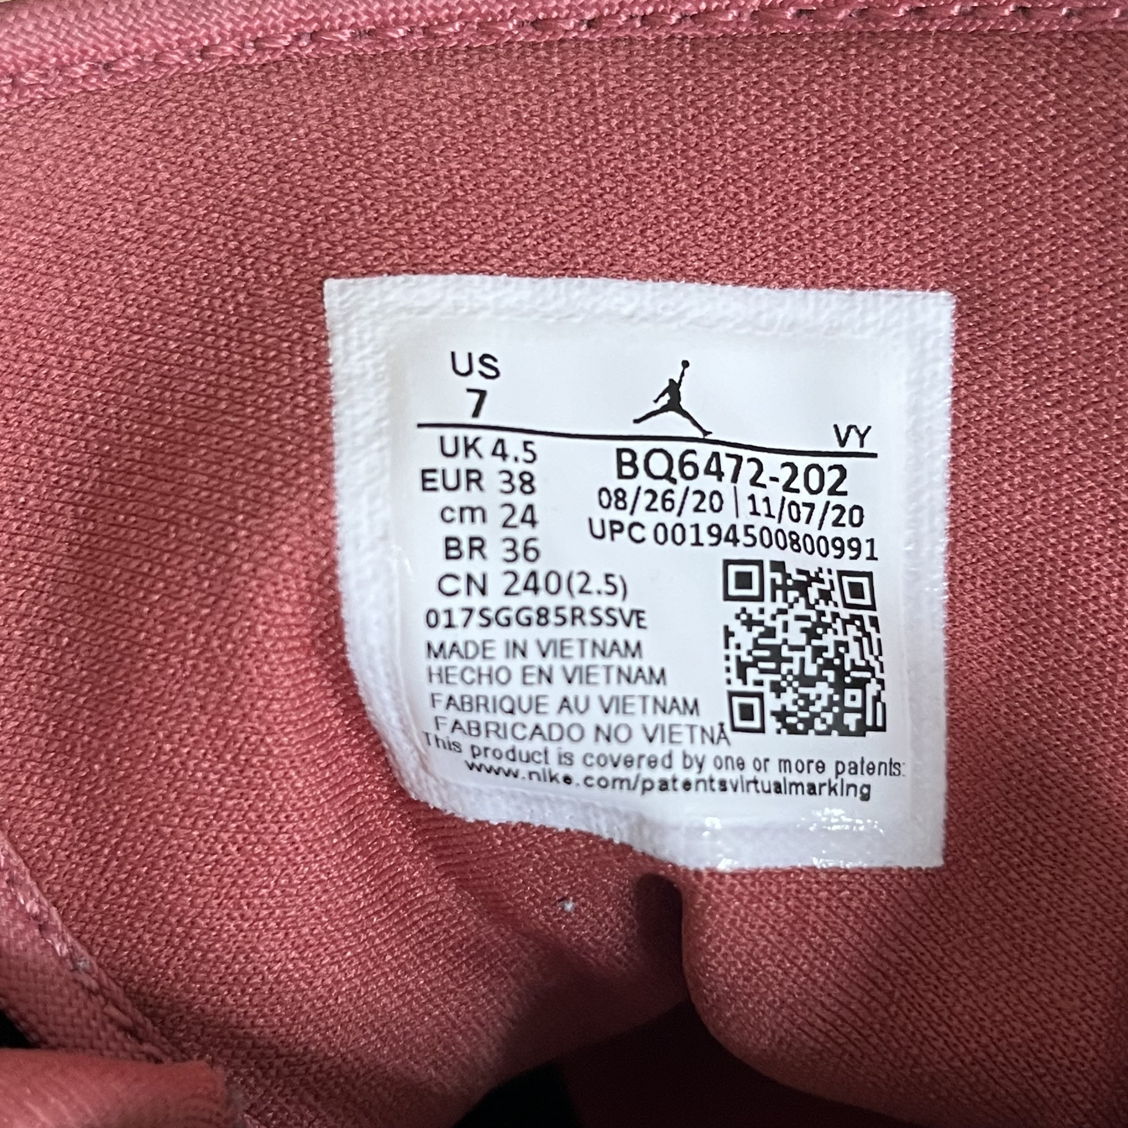 US
7
VY
UK 4.5
EUR 38
cm 24
BR 36
CN 240(2.5)
BQ6472-202
08/26/20 | 11/07/20
UPC 00194500800991
017SGG85RSSVE
MADE IN VIETNAM
HECHO EN VIETNAM
FABRIQUE AU VIETNAM
FABRICADO NO VIETNÃ
This product is covered by one or more patents:
www.nike.com/patentsvirtualmarking